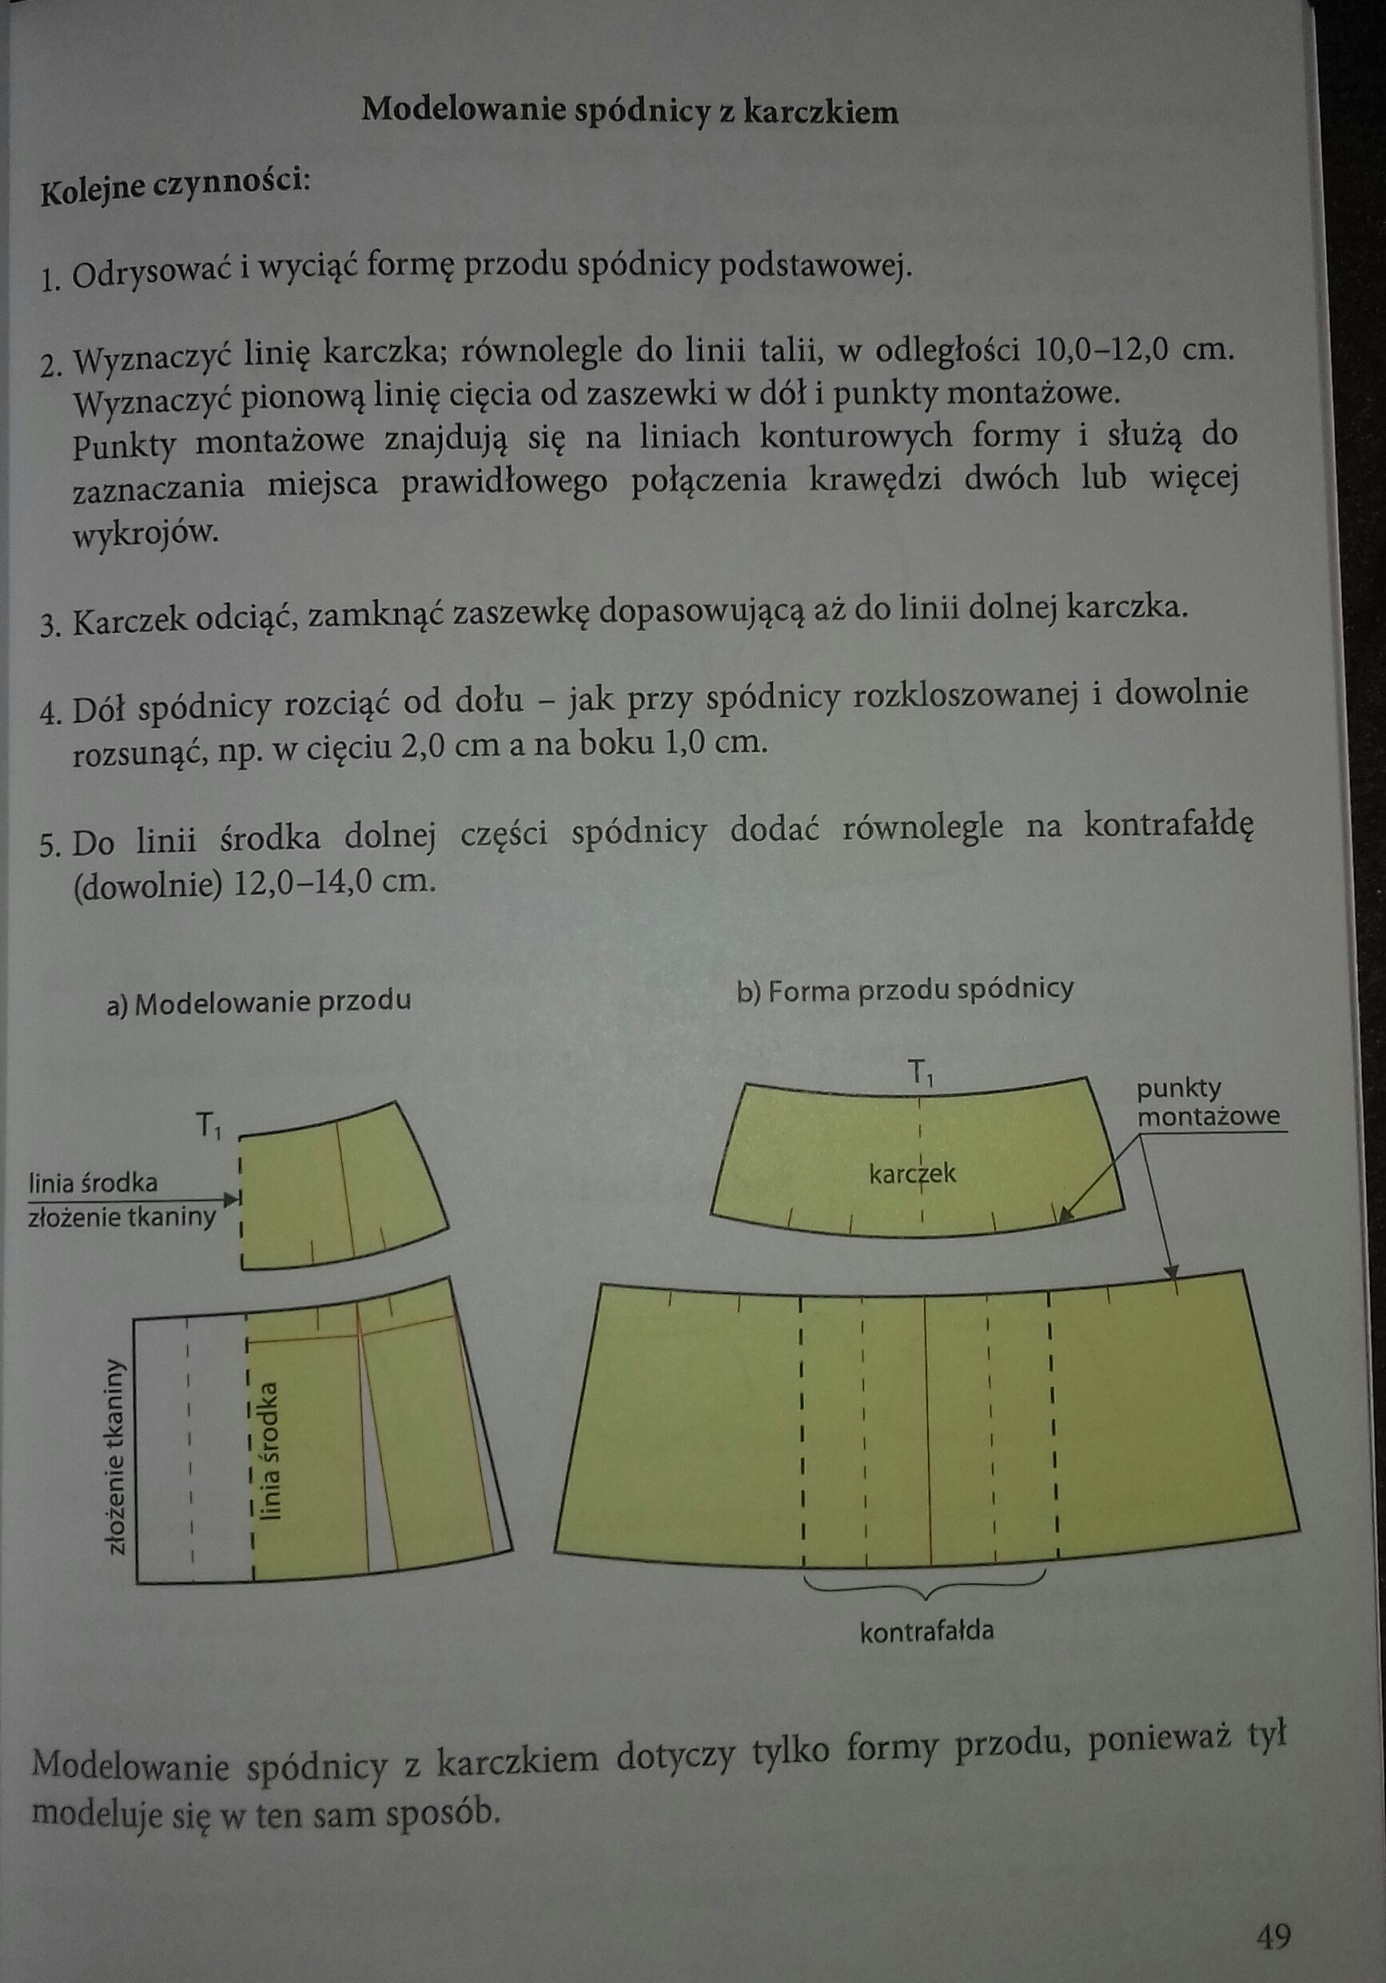 Modelowanie spódnicy z karczkiem
Kolejne czynności:
1. Odrysować i wyciąć formę przodu spódnicy podstawowej.
2. Wyznaczyć linię karczka; równolegle do linii talii, w odległości 10,0–12,0 cm.
Wyznaczyć pionową linię cięcia od zaszewki w dół i punkty montażowe.
Punkty montażowe znajdują się na liniach konturowych formy i służą do
zaznaczania miejsca prawidłowego połączenia krawędzi dwóch lub więcej
wykrojów.
3. Karczek odciąć, zamknąć zaszewkę dopasowującą aż do linii dolnej karczka.
4. Dół spódnicy rozciąć od dołu – jak przy spódnicy rozkloszowanej i dowolnie
rozsunąć, np. w cięciu 2,0 cm a na boku 1,0 cm.
5. Do linii środka dolnej części spódnicy dodać równolegle na kontrafałdę
(dowolnie) 12,0–14,0 cm.
a) Modelowanie przodu
T₁
linia środka
złożenie tkaniny
złożenie tkaniny
linia środka
b) Forma przodu spódnicy
T₁
punkty
montażowe
karczek
kontrafałda
Modelowanie spódnicy z karczkiem dotyczy tylko formy przodu, ponieważ tył
modeluje się w ten sam sposób.
49